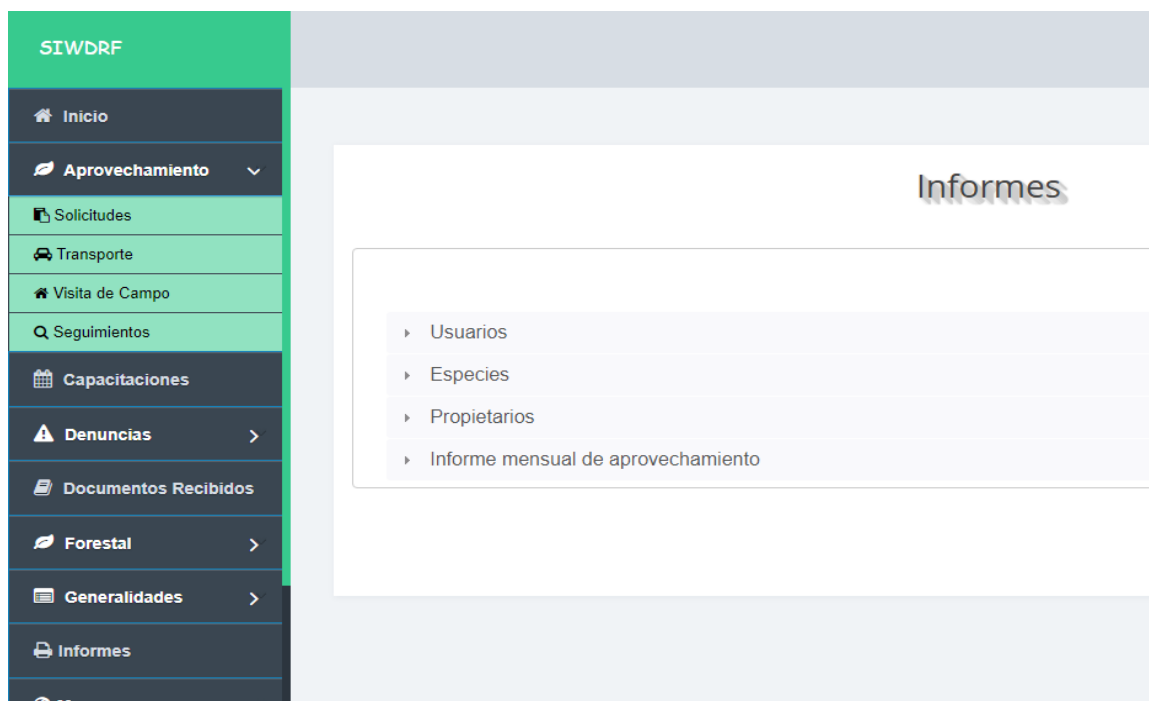 SIWDRF
Inicio
Aprovechamiento
Solicitudes
Transporte
Visita de Campo
Seguimientos
Capacitaciones
Denuncias
Documentos Recibidos
Forestal
Generalidades
Informes
Informes
Usuarios
Especies
Propietarios
Informe mensual de aprovechamiento